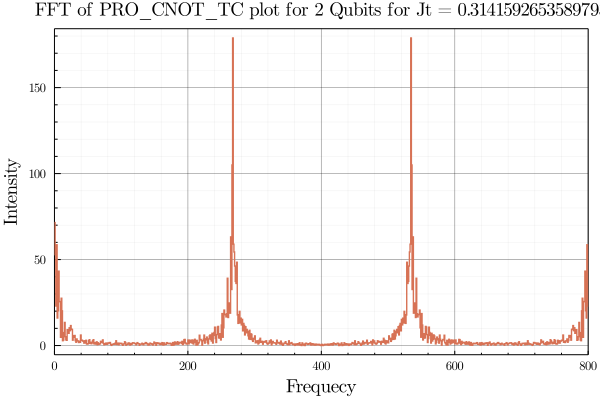 FFT of PRO_CNOT_TC plot for 2 Qubits for Jt = 0.314159265358979
Intensity
150
100
50
0
0 200 400 600 800
Frequecy